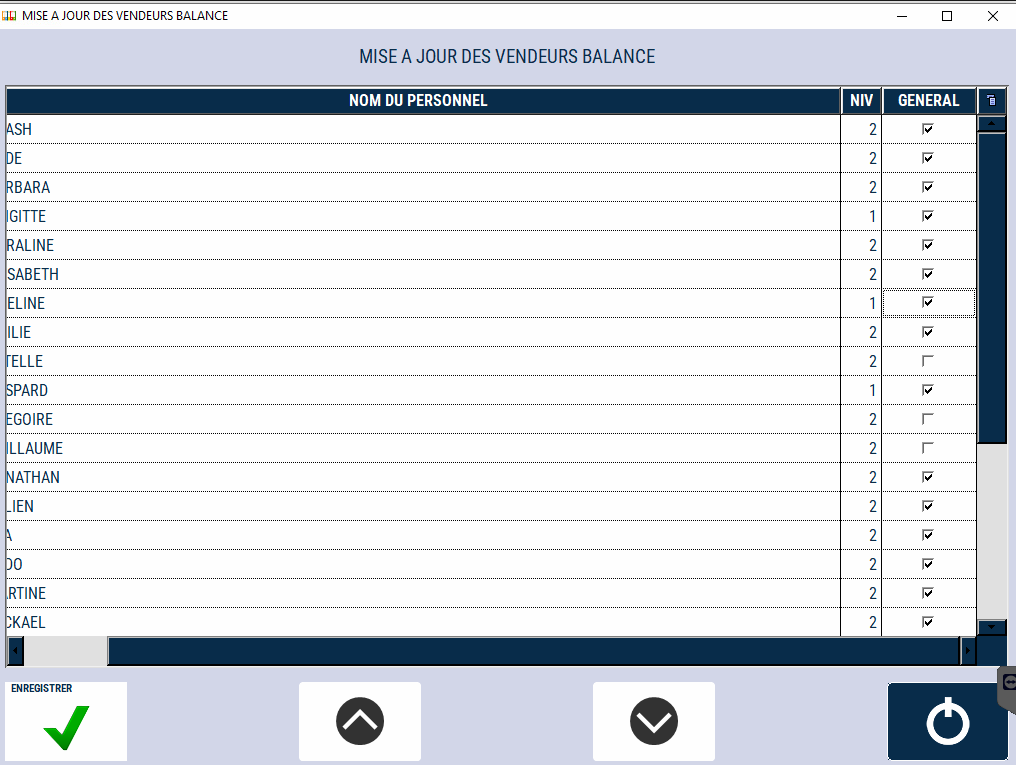 MISE A JOUR DES VENDEURS BALANCE
MISE A JOUR DES VENDEURS BALANCE
NOM DU PERSONNEL NIV GENERAL
ASH 2
DE 2
RBARA 2
IGITTE 1
RALINE 2
SABETH 2
ELINE 1
ILIE 2
TELLE 2
SPARD 1
EGOIRE 2
ILLAUME 2
NATHAN 2
LIEN 2
A 2
DO 2
ARTINE 2
CKAEL 2
ENREGISTRER